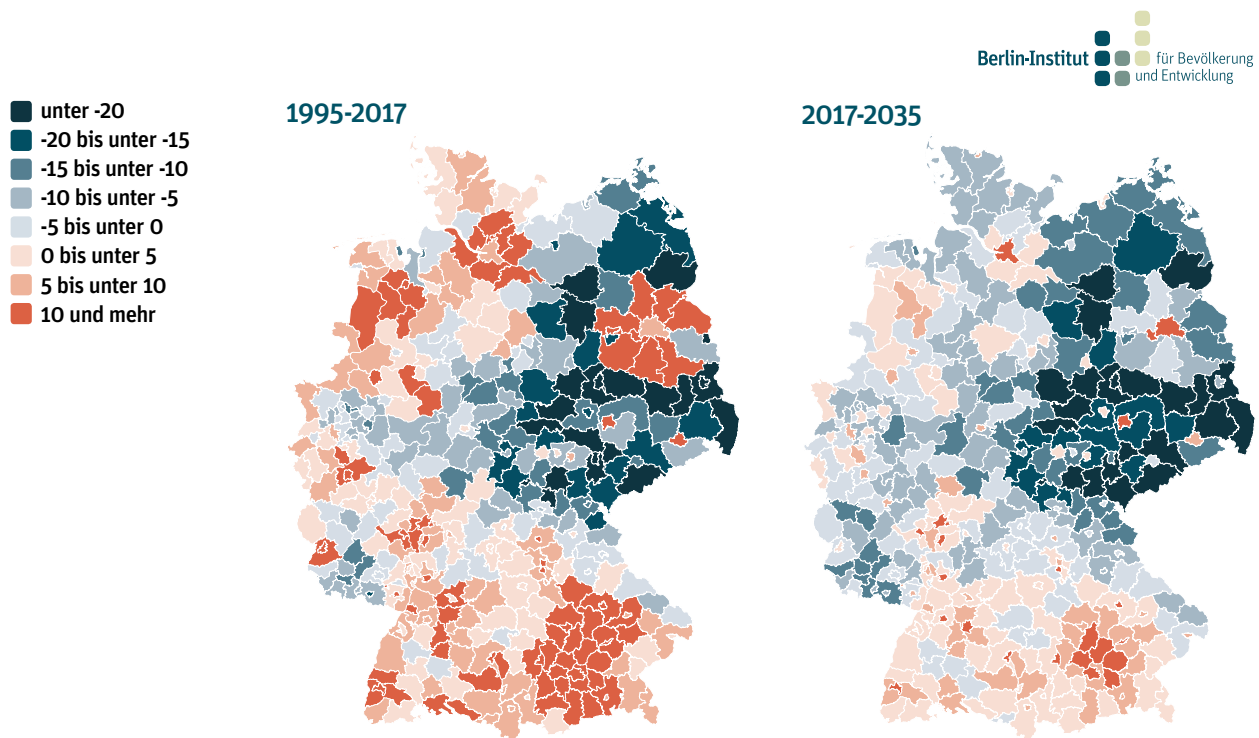 Berlin-Institut
für Bevölkerung
und Entwicklung
unter -20
-20 bis unter -15
-15 bis unter -10
-10 bis unter -5
-5 bis unter 0
0 bis unter 5
5 bis unter 10
10 und mehr
1995-2017
2017-2035